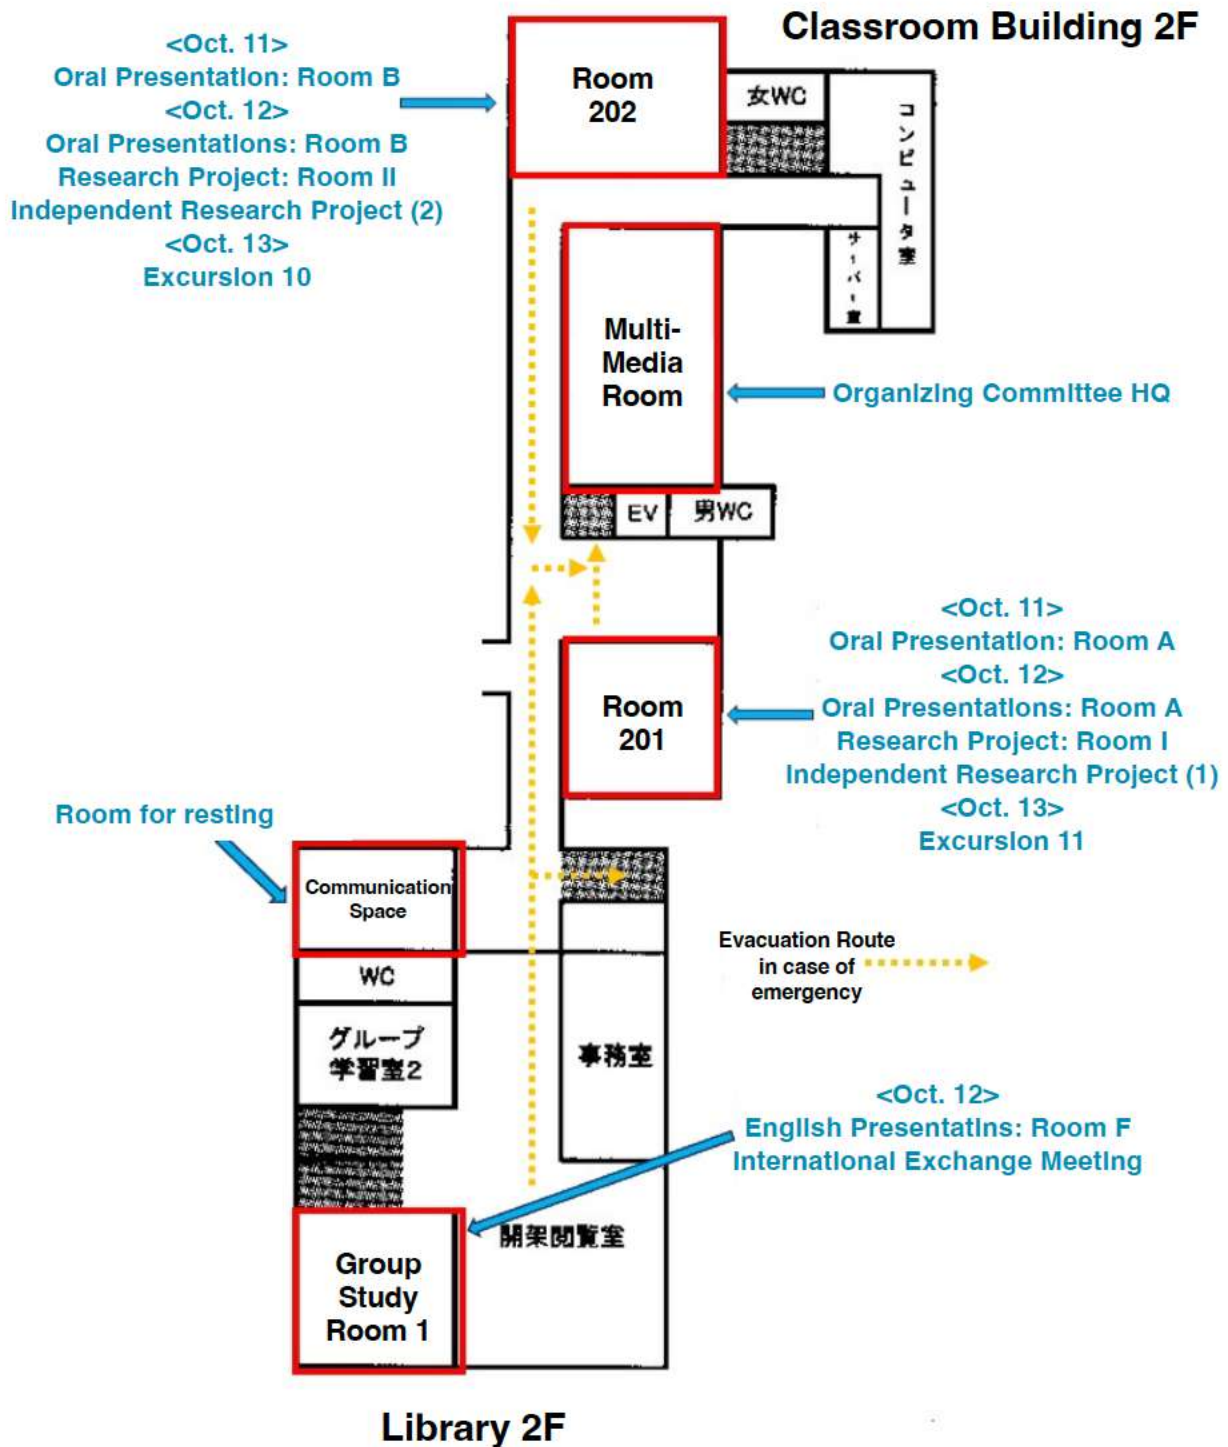 Classroom Building 2F
<Oct. 11>
Oral Presentation: Room B
<Oct. 12>
Oral Presentations: Room B
Research Project: Room II
Independent Research Project (2)
<Oct. 13>
Excursion 10
Room
202
女WC
コンピュータ室
サーバー室
Multi-
Media
Room
Organizing Committee HQ
EV
男WC
<Oct. 11>
Oral Presentation: Room A
<Oct. 12>
Oral Presentations: Room A
Research Project: Room I
Independent Research Project (1)
<Oct. 13>
Excursion 11
Room
201
Room for resting
Communication
Space
Evacuation Route
in case of
emergency
WC
グループ
学習室2
事務室
<Oct. 12>
English Presentatins: Room F
International Exchange Meeting
開架閲覧室
Group
Study
Room 1
Library 2F